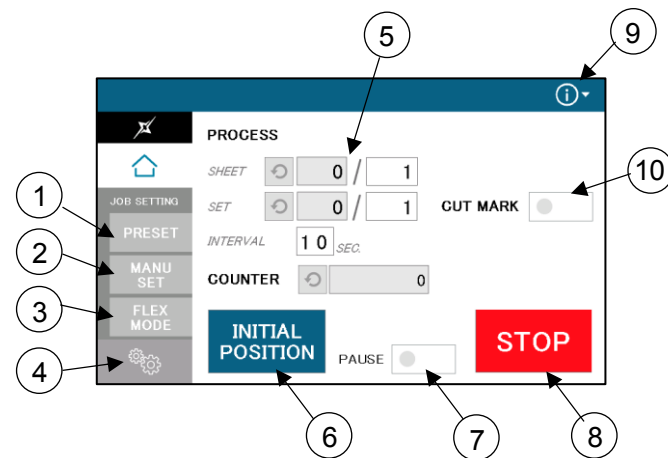 5
9
PROCESS
SHEET 0 / 1
10
JOB SETTING
SET 0 / 1
CUT MARK
1
PRESET
INTERVAL 10 SEC.
2
MANU
SET
COUNTER 0
3
FLEX
MODE
INITIAL
POSITION
PAUSE
STOP
4
6
7
8